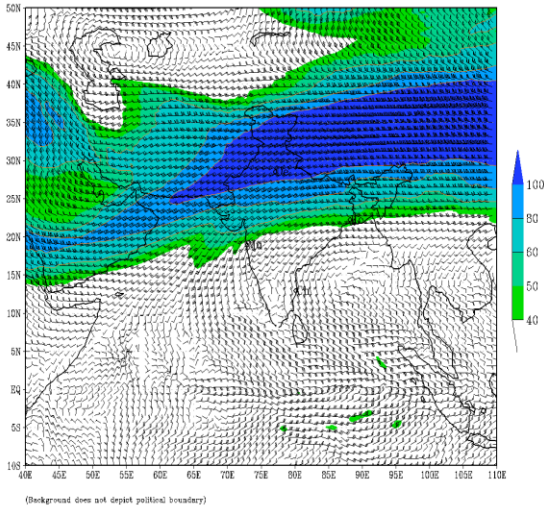 50N
45N
40N
35N
30N
25N
20N
15N
10N
5N
EQ
5S
10S
40E 45E 50E 55E 60E 65E 70E 75E 80E 85E 90E 95E 100E 105E 110E
100
80
60
50
40
(Background does not depict political boundary)